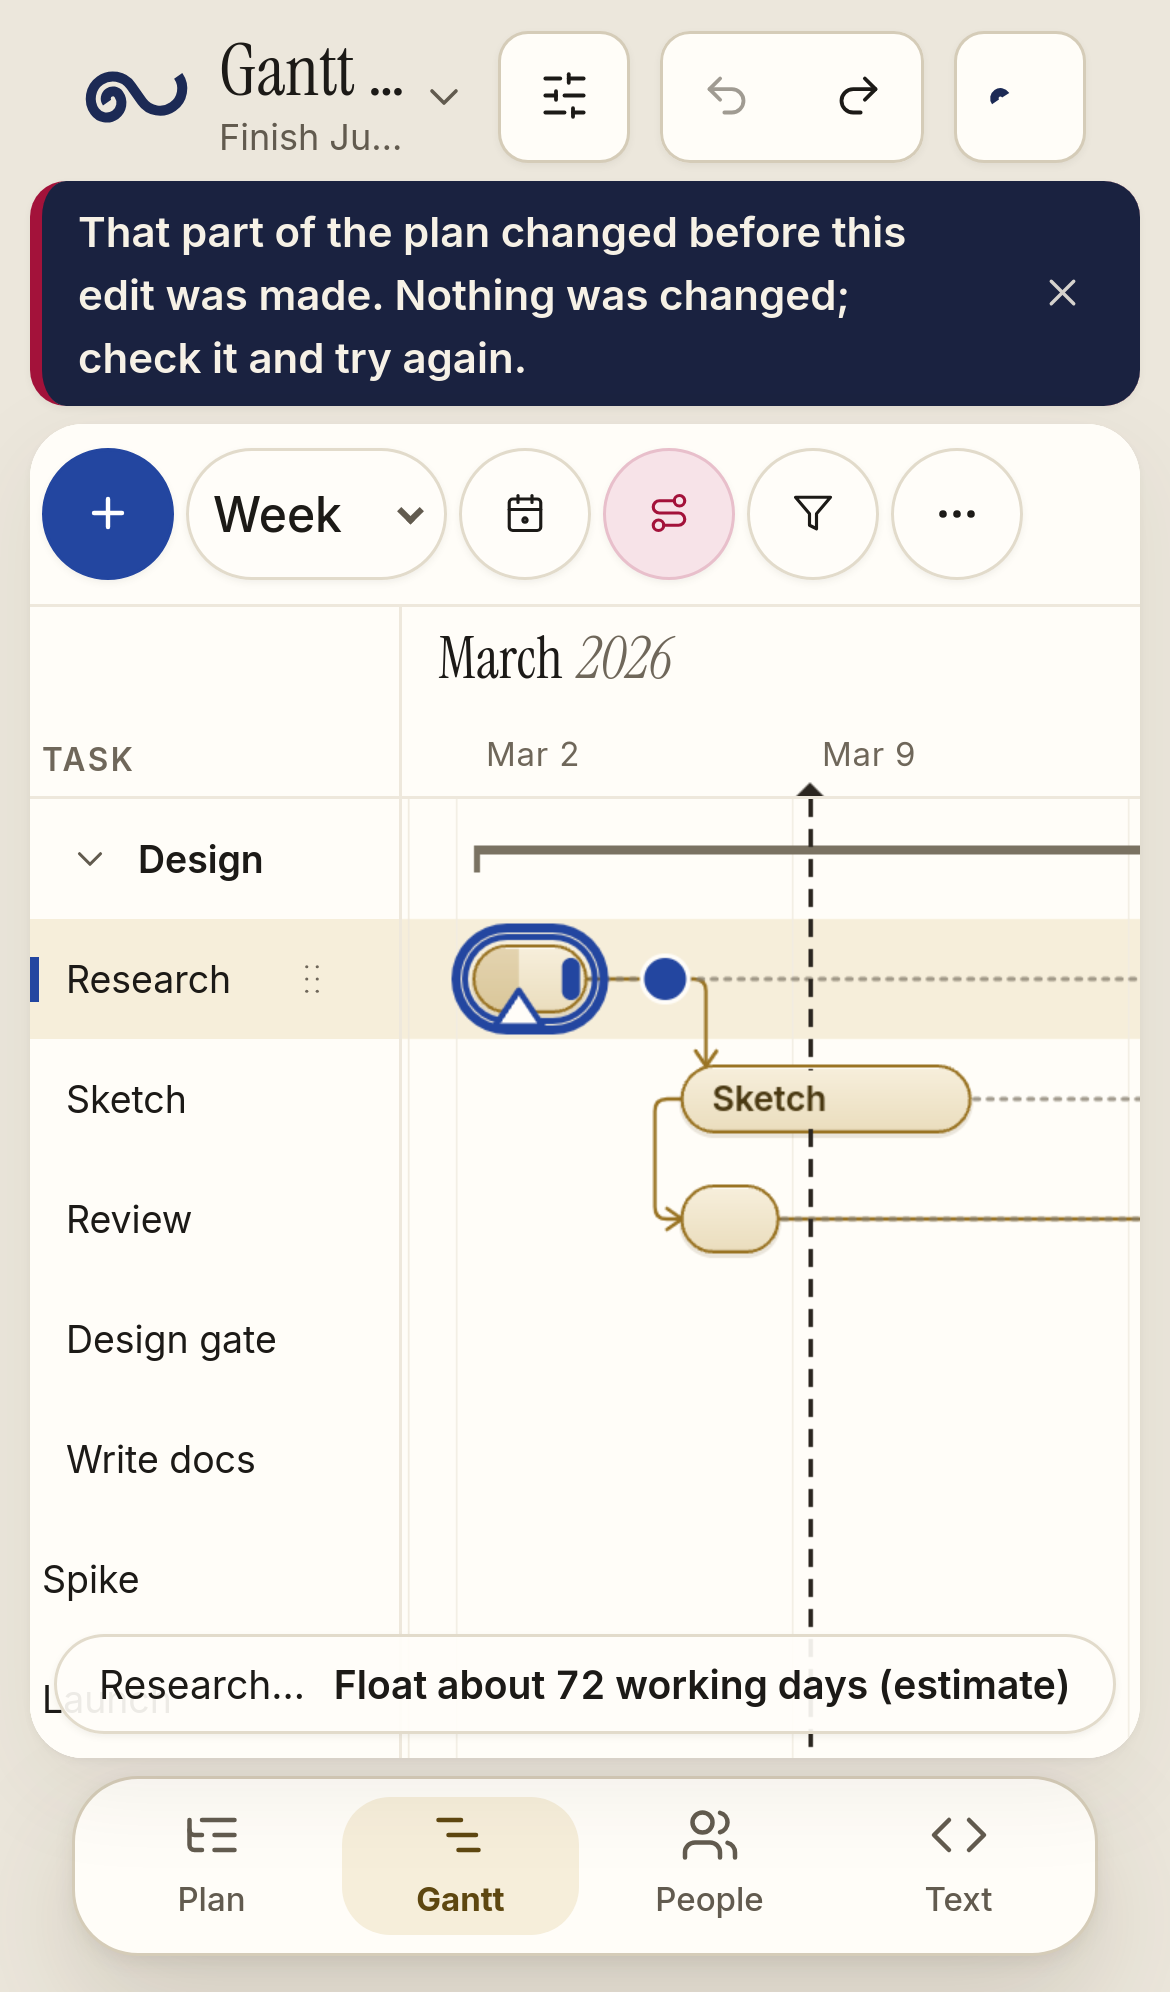 Gantt ...
Finish Ju...
That part of the plan changed before this
edit was made. Nothing was changed;
check it and try again.
Week
March 2026
TASK
Mar 2
Mar 9
Design
Research
Sketch
Sketch
Review
Design gate
Write docs
Spike
Launch
Research... Float about 72 working days (estimate)
Plan
Gantt
People
Text